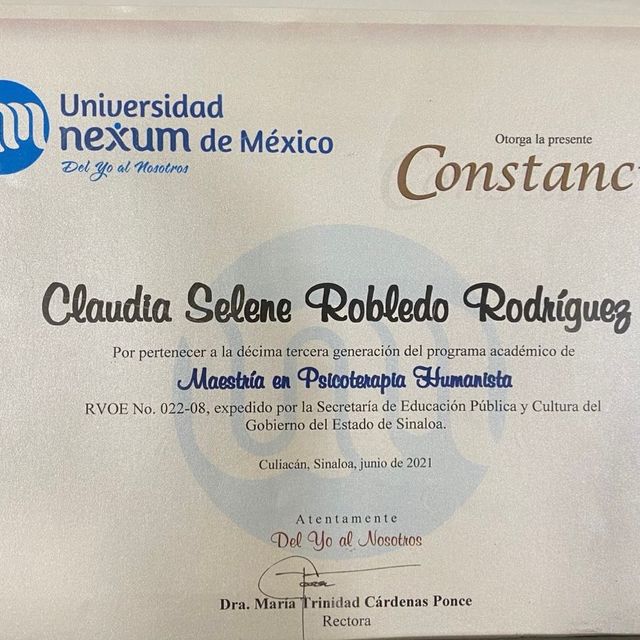 Universidad
nexum de México
Del Yo al Nosotros
Otorga la presente
Constanc
Claudia Selene Robledo Rodríguez
Por pertenecer a la décima tercera generación del programa académico de
Maestría en Psicoterapia Humanista
RVOE No. 022-08, expedido por la Secretaría de Educación Pública y Cultura del
Gobierno del Estado de Sinaloa.
Culiacán, Sinaloa, junio de 2021
Atentamente
Del Yo al Nosotros
Dra. María Trinidad Cárdenas Ponce
Rectora